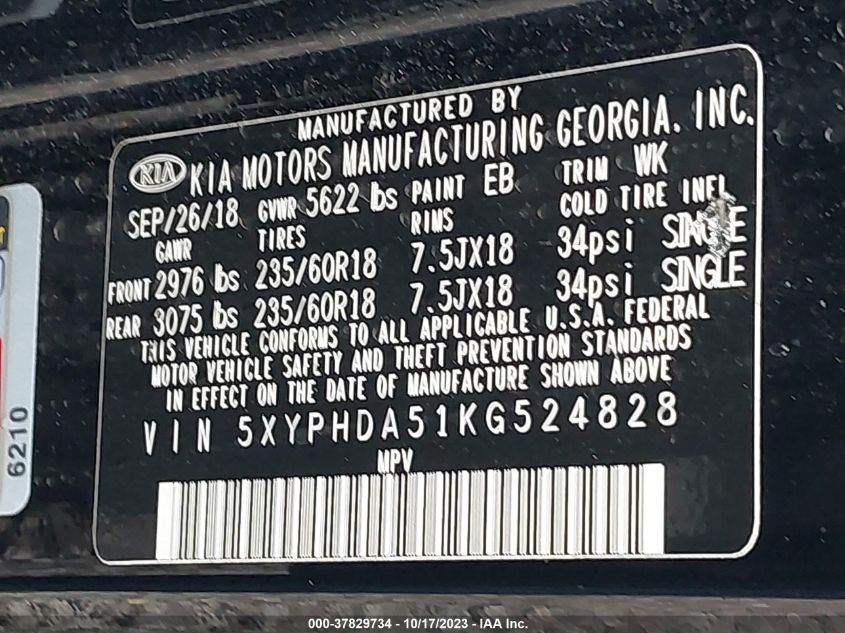 MANUFACTURED BY
KIA KIA MOTORS MANUFACTURING GEORGIA, INC.
SEP/26/18 GVWR 5622 lbs PAINT EB TRIM WK
GAWR TIRES RIMS COLD TIRE INFL
FRONT 2976 lbs 235/60R18 7.5JX18 34psi SINGLE
REAR 3075 lbs 235/60R18 7.5JX18 34psi SINGLE
THIS VEHICLE CONFORMS TO ALL APPLICABLE U.S.A. FEDERAL
MOTOR VEHICLE SAFETY AND THEFT PREVENTION STANDARDS
IN EFFECT ON THE DATE OF MANUFACTURE SHOWN ABOVE
VIN 5XYPHDA51KG524828
MPV
6210
000-37829734 - 10/17/2023 - IAA Inc.